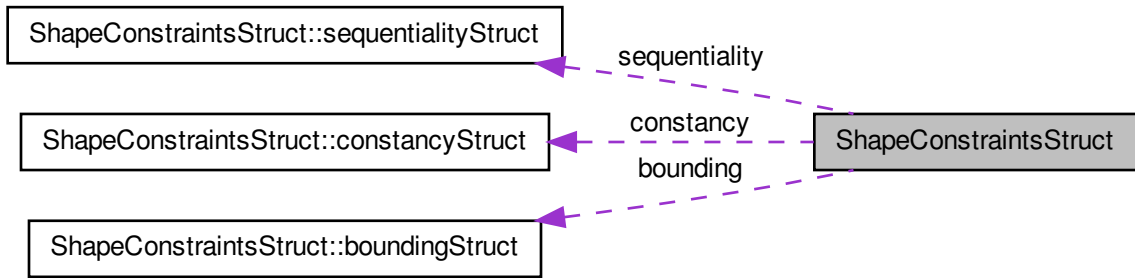 ShapeConstraintsStruct::sequentialityStruct
sequentiality
ShapeConstraintsStruct::constancyStruct
constancy
ShapeConstraintsStruct
bounding
ShapeConstraintsStruct::boundingStruct